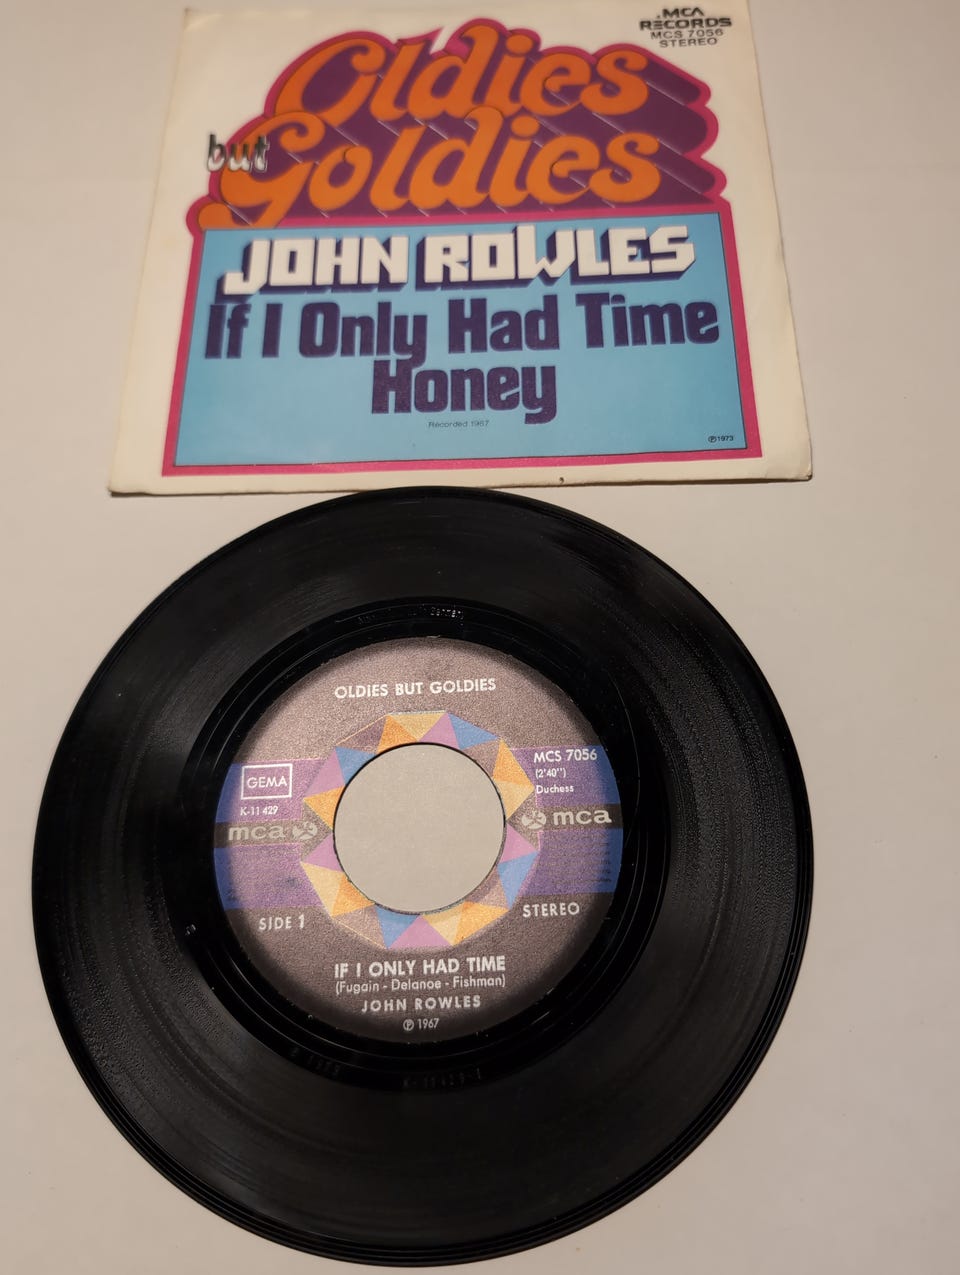 MCA
RECORDS
MCS 7056
STEREO
Oldies
but
Goldies
JOHN ROWLES
If I Only Had Time
Honey
Recorded 1967
℗1973
OLDIES BUT GOLDIES
GEMA
K-11 429
mca
MCS 7056
(2'40")
Duchess
mca
SIDE 1
STEREO
IF I ONLY HAD TIME
(Fugain - Delanoe - Fishman)
JOHN ROWLES
℗ 1967